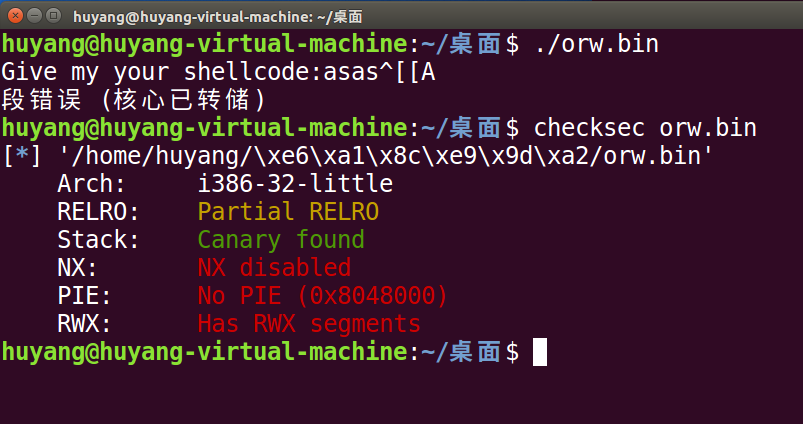 huyang@huyang-virtual-machine: ~/桌面
huyang@huyang-virtual-machine:~/桌面$ ./orw.bin
Give my your shellcode:asas^[[A
段错误 (核心已转储)
huyang@huyang-virtual-machine:~/桌面$ checksec orw.bin
[*] '/home/huyang/\xe6\xa1\x8c\xe9\x9d\xa2/orw.bin'
    Arch:     i386-32-little
    RELRO:    Partial RELRO
    Stack:    Canary found
    NX:       NX disabled
    PIE:      No PIE (0x8048000)
    RWX:      Has RWX segments
huyang@huyang-virtual-machine:~/桌面$